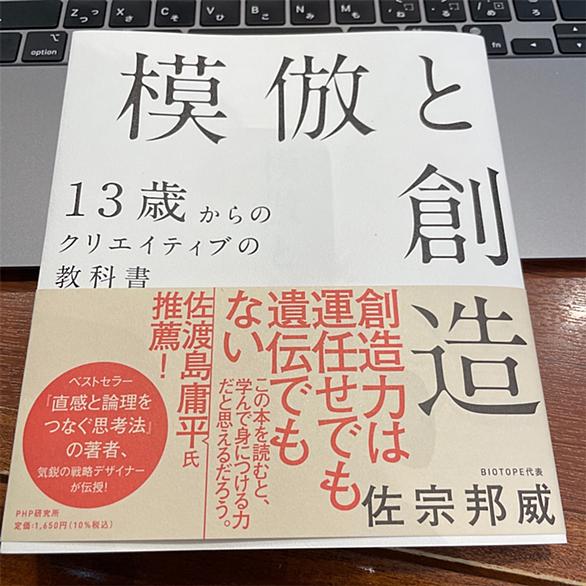 模倣と
創造
13歳からの
クリエイティブの
教科書
創造力は
運任せでも
遺伝でも
ない
この本を読むと、
学んで身につける力
だと思えるだろう。
佐渡島庸平氏
推薦！
ベストセラー
『直感と論理を
つなぐ思考法』
の著者、
気鋭の戦略デザイナー
が伝授！
BIOTOPE代表
佐宗邦威
PHP研究所
定価：1,650円（10%税込）
option
command
英数